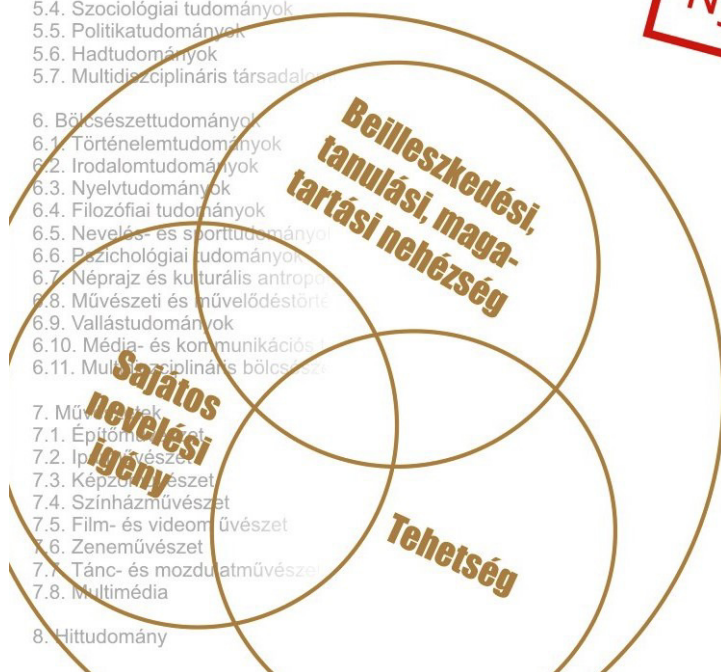 5.4. Szociológiai tudományok
5.5. Politikatudományok
5.6. Hadtudományok
5.7. Multidiszciplináris
6. Bölcsészettudományok
6.1. Történelemtudományok
6.2. Irodalomtudományok
6.3. Nyelvtudományok
6.4. Filozófiai tudományok
6.5. Nevelés- és sporttudományo
6.6. Pszichológiai tudományok
6.7. Néprajz és kulturális antropo
6.8. Művészeti és művelődéstörté
6.9. Vallástudományok
6.10. Média- és kommunikációs
6.11. Multidiszciplináris bölcsész
7. Művészetek
7.1. Építőművészet
7.2. Iparművészet
7.3. Képzőművészet
7.4. Színházművészet
7.5. Film- és videom űvészet
7.6. Zeneművészet
7.7. Tánc- és mozdulatművésze
7.8. Multimédia
8. Hittudomány
Beilleszkedési,
tanulási, maga-
tartási nehézség
Sajátos
nevelési
igény
Tehetség